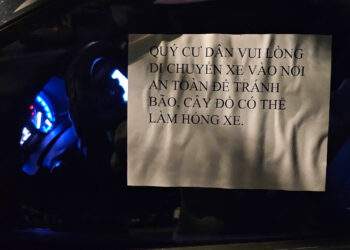 QUÝ CƯ DÂN VUI LÒNG
DI CHUYỂN XE VÀO NƠI
AN TOÀN ĐỂ TRÁNH
BÃO, CÂY ĐỔ CÓ THỂ
LÀM HỎNG XE.